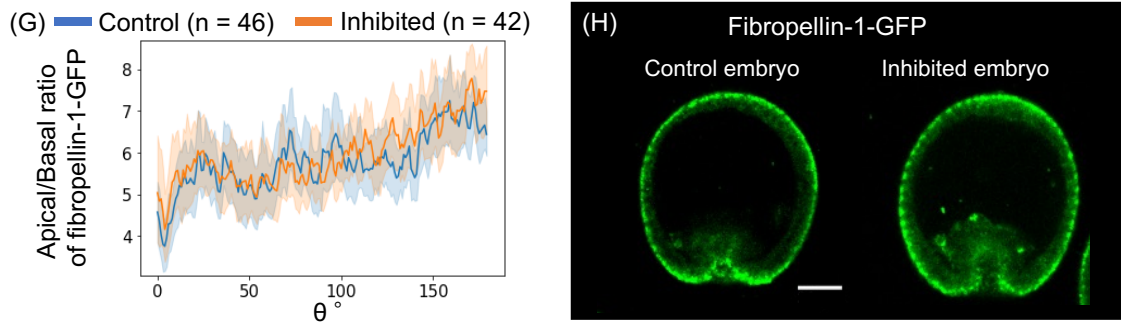 (G) Control (n = 46) Inhibited (n = 42)
Apical/Basal ratio
of fibropellin-1-GFP
8
7
6
5
4
0 50 100 150
θ°
(H) Fibropellin-1-GFP
Control embryo Inhibited embryo